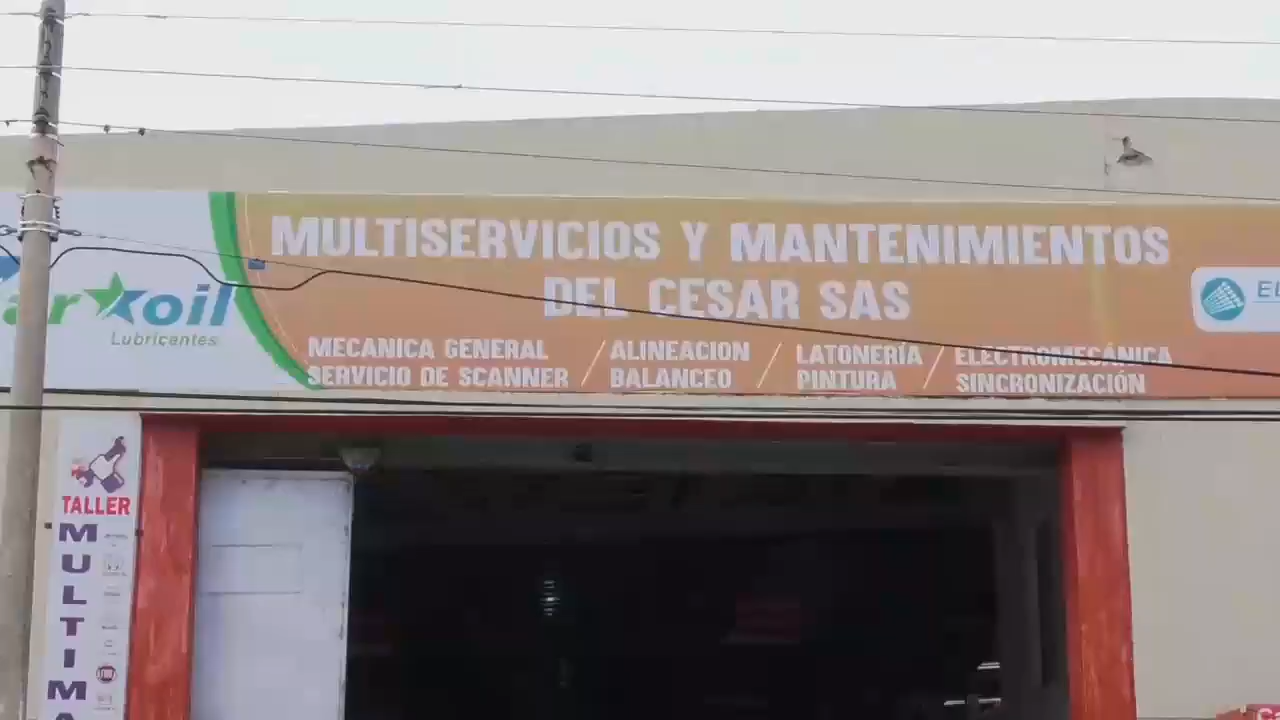 MULTISERVICIOS Y MANTENIMIENTOS
DEL CESAR SAS
MECANICA GENERAL
SERVICIO DE SCANNER
ALINEACION
BALANCEO
LATONERÍA
PINTURA
ELECTROMECÁNICA
SINCRONIZACIÓN
oil
Lubricantes
TALLER